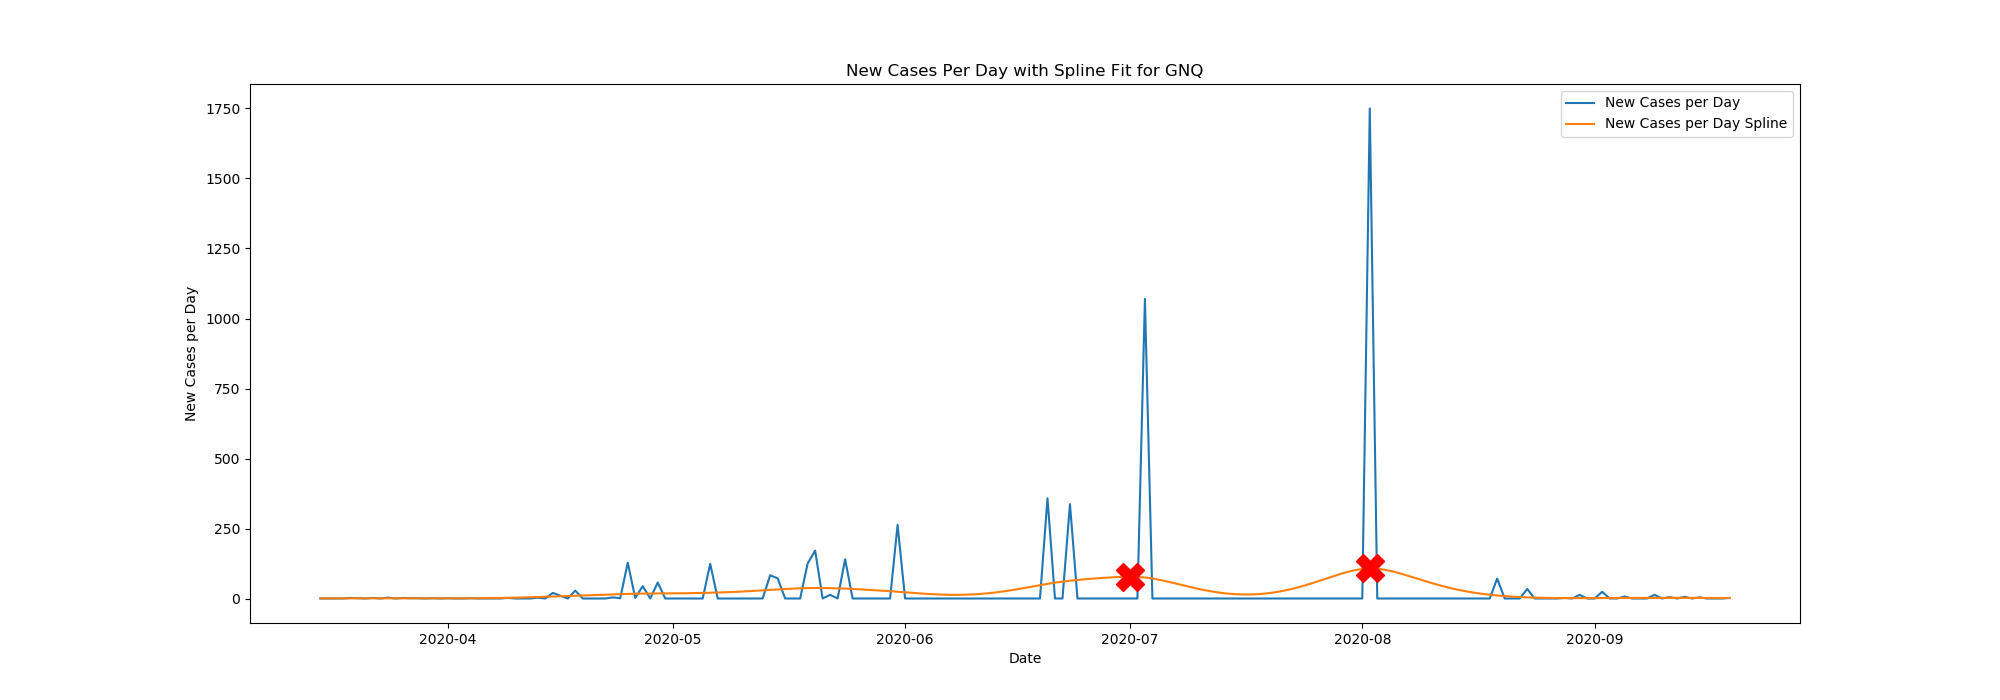 New Cases Per Day with Spline Fit for GNQ
New Cases per Day
New Cases per Day Spline
1750
1500
1250
1000
750
500
250
0
New Cases per Day
2020-04 2020-05 2020-06 2020-07 2020-08 2020-09
Date